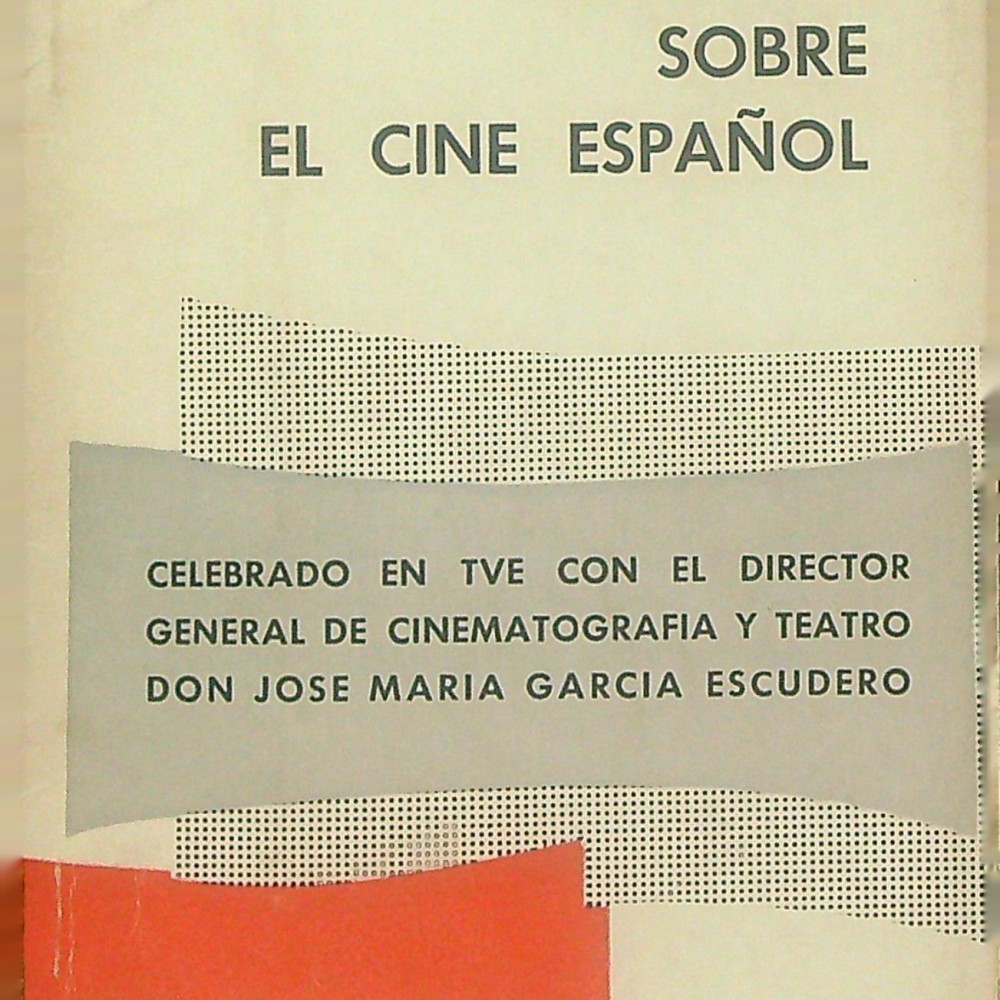 SOBRE
EL CINE ESPAÑOL
CELEBRADO EN TVE CON EL DIRECTOR
GENERAL DE CINEMATOGRAFIA Y TEATRO
DON JOSE MARIA GARCIA ESCUDERO